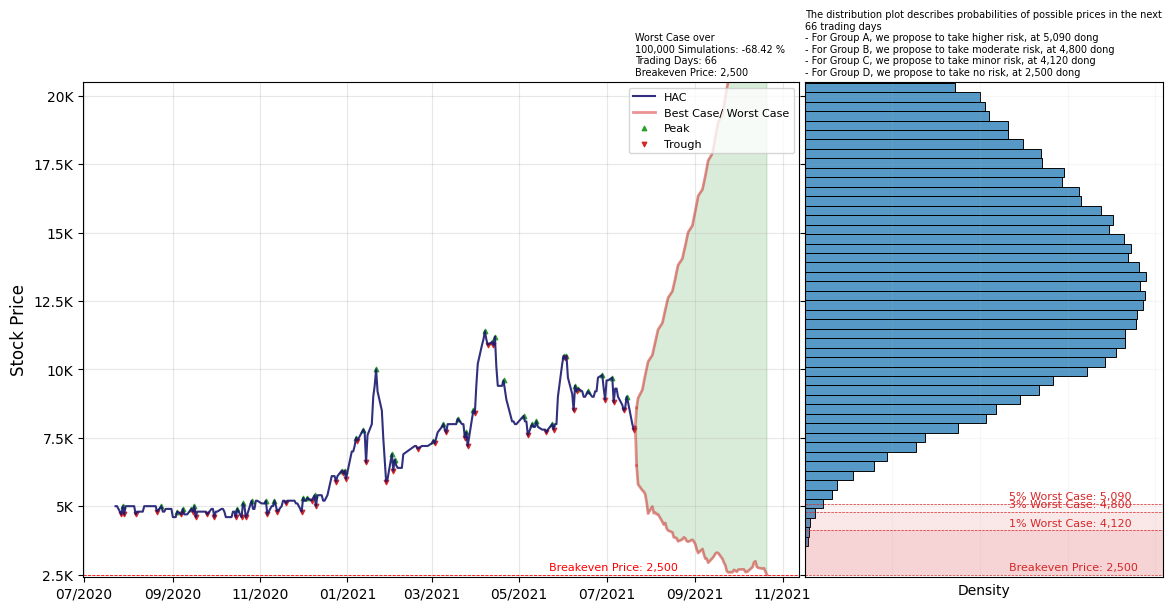 The distribution plot describes probabilities of possible prices in the next
66 trading days
- For Group A, we propose to take higher risk, at 5,090 dong
- For Group B, we propose to take moderate risk, at 4,800 dong
- For Group C, we propose to take minor risk, at 4,120 dong
- For Group D, we propose to take no risk, at 2,500 dong
Worst Case over
100,000 Simulations: -68.42 %
Trading Days: 66
Breakeven Price: 2,500
HAC
Best Case/ Worst Case
Peak
Trough
Stock Price
20K
17.5K
15K
12.5K
10K
7.5K
5K
2.5K
Breakeven Price: 2,500
5% Worst Case: 5,090
3% Worst Case: 4,800
1% Worst Case: 4,120
Breakeven Price: 2,500
07/2020 09/2020 11/2020 01/2021 03/2021 05/2021 07/2021 09/2021 11/2021
Density